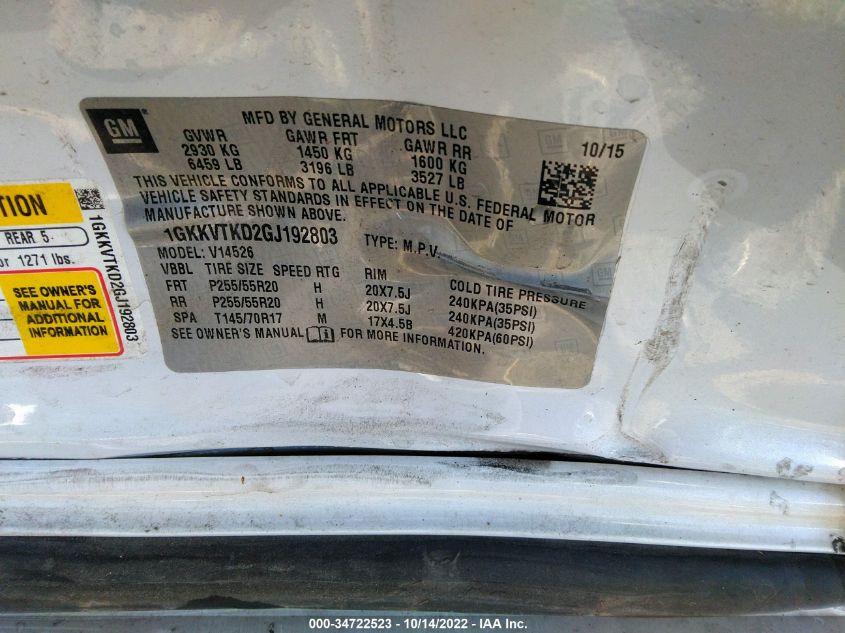 GM
MFD BY GENERAL MOTORS LLC
10/15
GVWR GAWR FRT GAWR RR
2930 KG 1450 KG 1600 KG
6459 LB 3196 LB 3527 LB
THIS VEHICLE CONFORMS TO ALL APPLICABLE U.S. FEDERAL MOTOR
VEHICLE SAFETY STANDARDS IN EFFECT ON THE DATE OF
MANUFACTURE SHOWN ABOVE.
1GKKVTKD2GJ192803 TYPE: M.P.V.
MODEL: V14526
VBBL TIRE SIZE SPEED RTG RIM COLD TIRE PRESSURE
FRT P255/55R20 H 20X7.5J 240KPA(35PSI)
RR P255/55R20 H 20X7.5J 240KPA(35PSI)
SPA T145/70R17 M 17X4.5B 420KPA(60PSI)
SEE OWNER'S MANUAL FOR MORE INFORMATION.
REAR 5
or 1271 lbs.
SEE OWNER'S
MANUAL FOR
ADDITIONAL
INFORMATION
1GKKVTKD2GJ192803
000-34722523 - 10/14/2022 - IAA Inc.